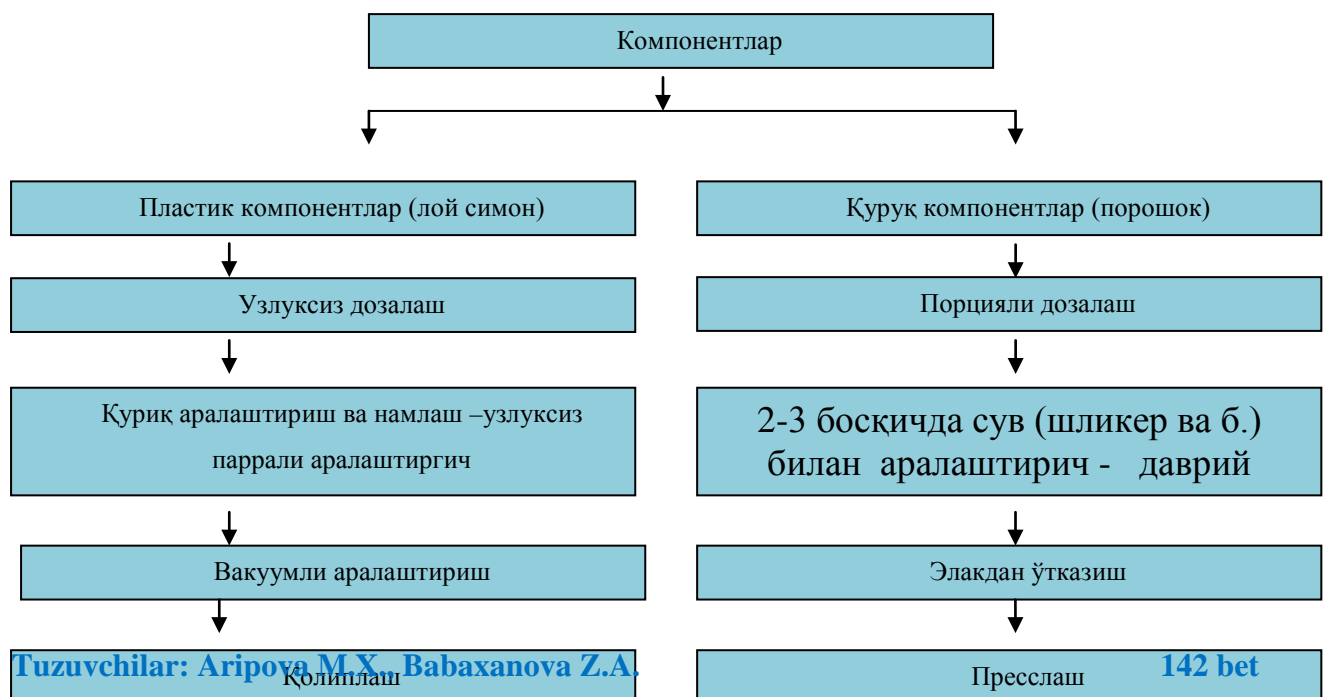 Компонентлар
Пластик компонентлар (лой симон)
Қуруқ компонентлар (порошок)
Узлуксиз дозалаш
Порцияли дозалаш
Қуриқ аралаштириш ва намлаш –узлуксиз
паррали аралаштиргич
2-3 босқичда сув (шликер ва б.)
билан аралаштирич - даврий
Вакуумли аралаштириш
Элакдан ўтказиш
Қолиплаш
Пресслаш
Tuzuvchilar: Aripova M.X., Babaxanova Z.A.
142 bet